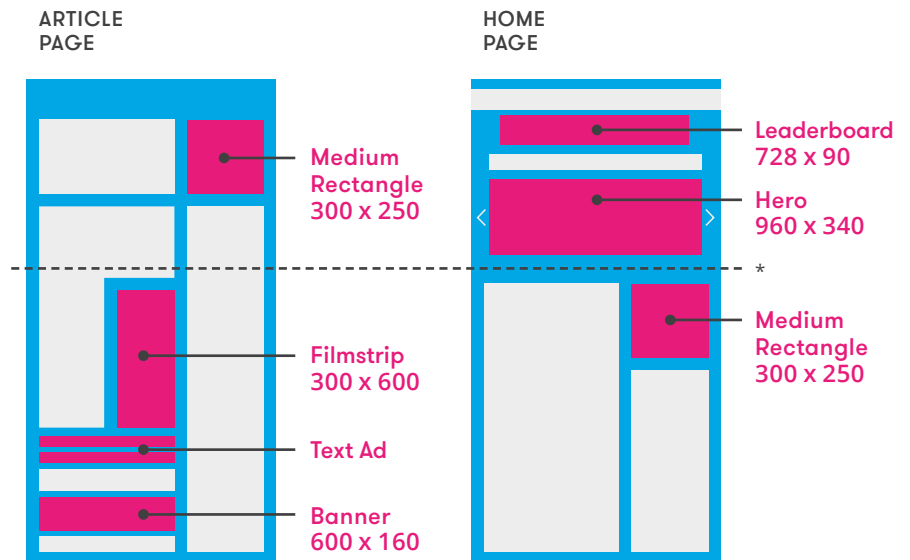 ARTICLE
PAGE
Medium
Rectangle
300 x 250
Filmstrip
300 x 600
Text Ad
Banner
600 x 160
HOME
PAGE
Leaderboard
728 x 90
Hero
960 x 340
*
Medium
Rectangle
300 x 250